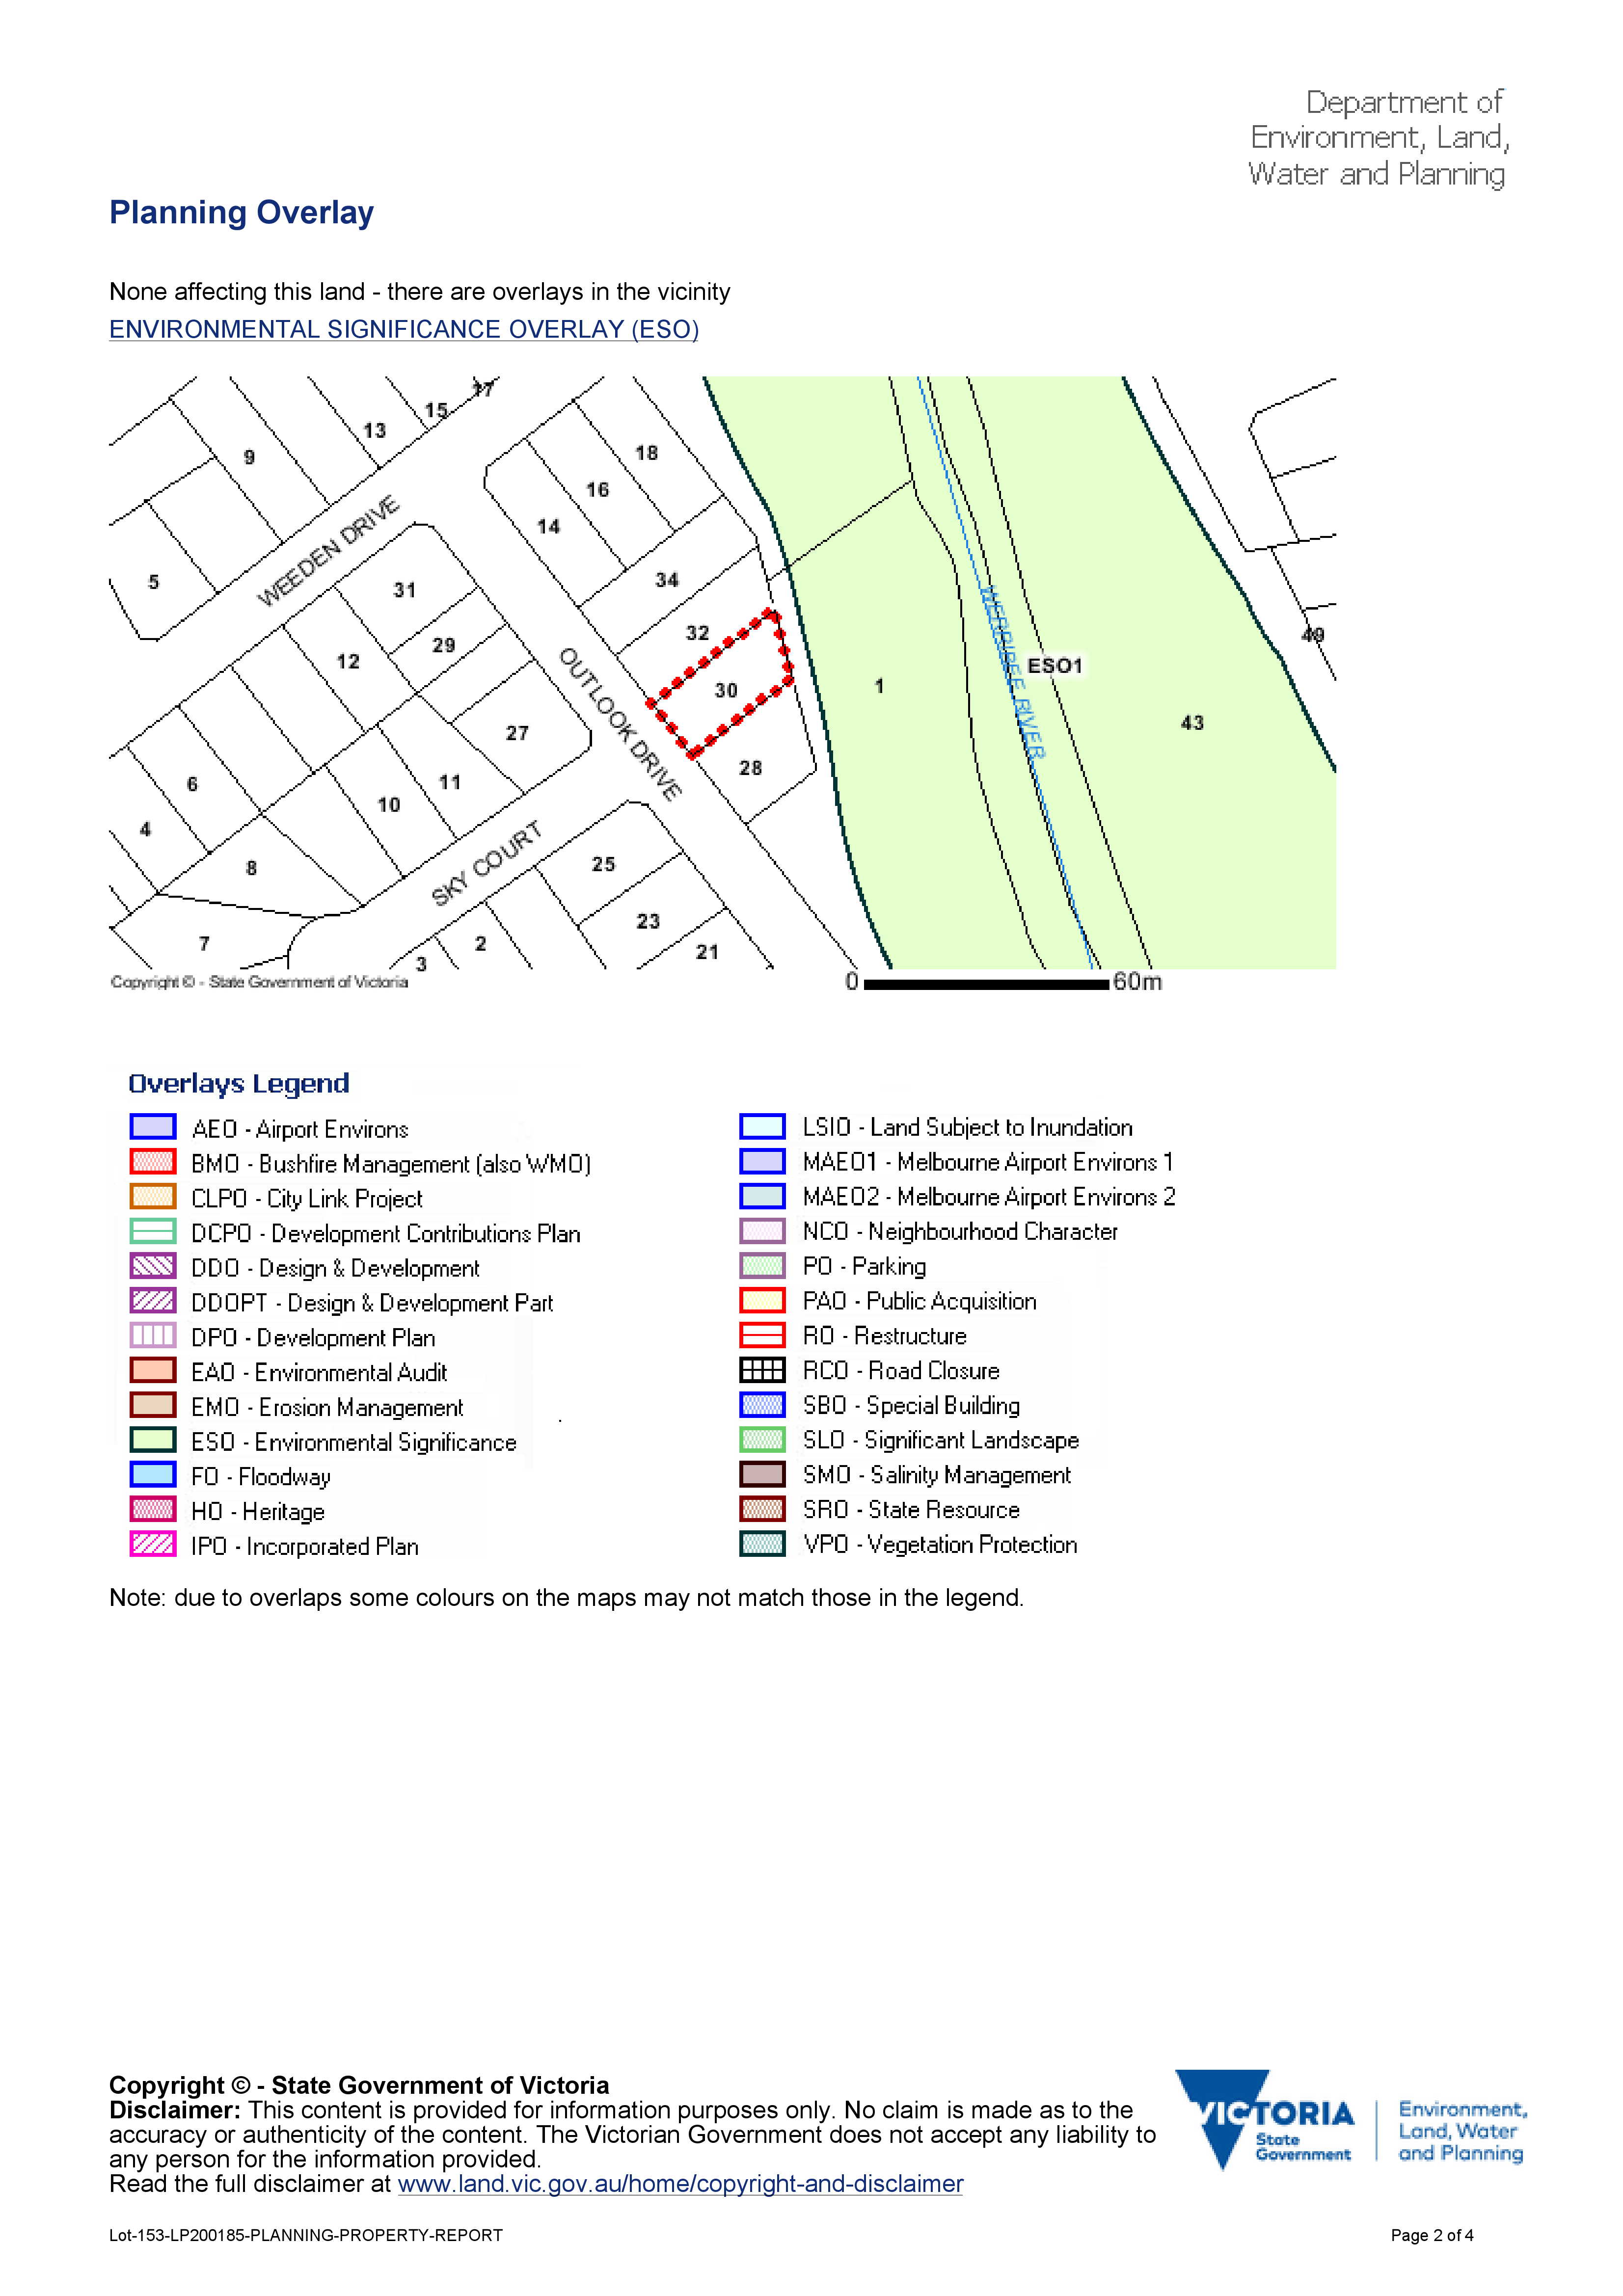 Department of
Environment, Land,
Water and Planning
Planning Overlay
None affecting this land - there are overlays in the vicinity
ENVIRONMENTAL SIGNIFICANCE OVERLAY (ESO)
17
15
13
9
18
16
14
5
WEEDEN DRIVE
31
34
32
29
12
OUTLOOK DRIVE
30
1
WERRIBEE RIVER
ESO1
49
43
27
28
6
11
10
4
8
SKY COURT
25
23
7
2
3
21
Copyright © - State Government of Victoria
0
60m
Overlays Legend
AEO - Airport Environs
BMO - Bushfire Management (also WMO)
CLPO - City Link Project
DCPO - Development Contributions Plan
DDO - Design & Development
DDOPT - Design & Development Part
DPO - Development Plan
EAO - Environmental Audit
EMO - Erosion Management
ESO - Environmental Significance
FO - Floodway
HO - Heritage
IPO - Incorporated Plan
LSIO - Land Subject to Inundation
MAEO1 - Melbourne Airport Environs 1
MAEO2 - Melbourne Airport Environs 2
NCO - Neighbourhood Character
PO - Parking
PAO - Public Acquisition
RO - Restructure
RCO - Road Closure
SBO - Special Building
SLO - Significant Landscape
SMO - Salinity Management
SRO - State Resource
VPO - Vegetation Protection
Note: due to overlaps some colours on the maps may not match those in the legend.
Copyright © - State Government of Victoria
Disclaimer: This content is provided for information purposes only. No claim is made as to the
accuracy or authenticity of the content. The Victorian Government does not accept any liability to
any person for the information provided.
Read the full disclaimer at www.land.vic.gov.au/home/copyright-and-disclaimer
VICTORIA
State
Government
Environment,
Land, Water
and Planning
Lot-153-LP200185-PLANNING-PROPERTY-REPORT
Page 2 of 4